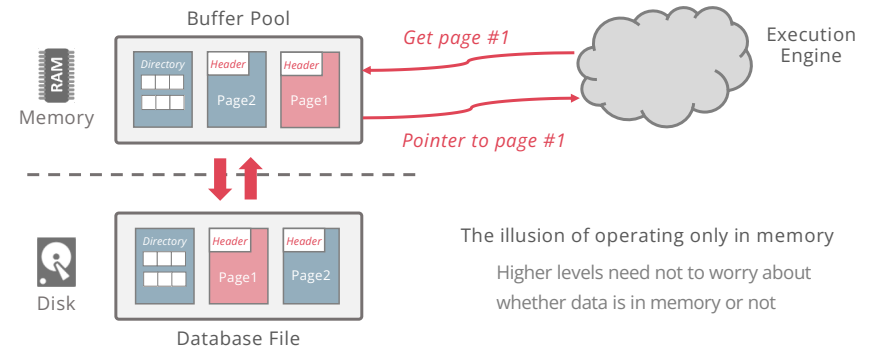 Buffer Pool
RAM
Memory
Directory
Header
Page2
Header
Page1
Get page #1
Pointer to page #1
Execution
Engine
Disk
Directory
Header
Page1
Header
Page2
Database File
The illusion of operating only in memory
Higher levels need not to worry about
whether data is in memory or not